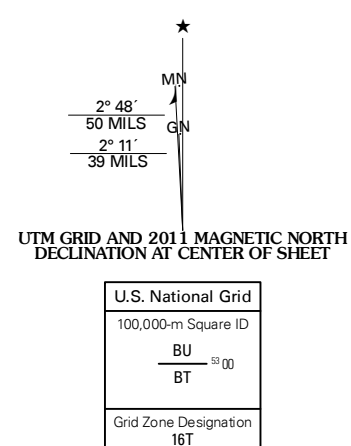 ★
MN
2° 48´
50 MILS
GN
2° 11´
39 MILS
UTM GRID AND 2011 MAGNETIC NORTH
DECLINATION AT CENTER OF SHEET
U.S. National Grid
100,000-m Square ID
BU
53 00
BT
Grid Zone Designation
16T